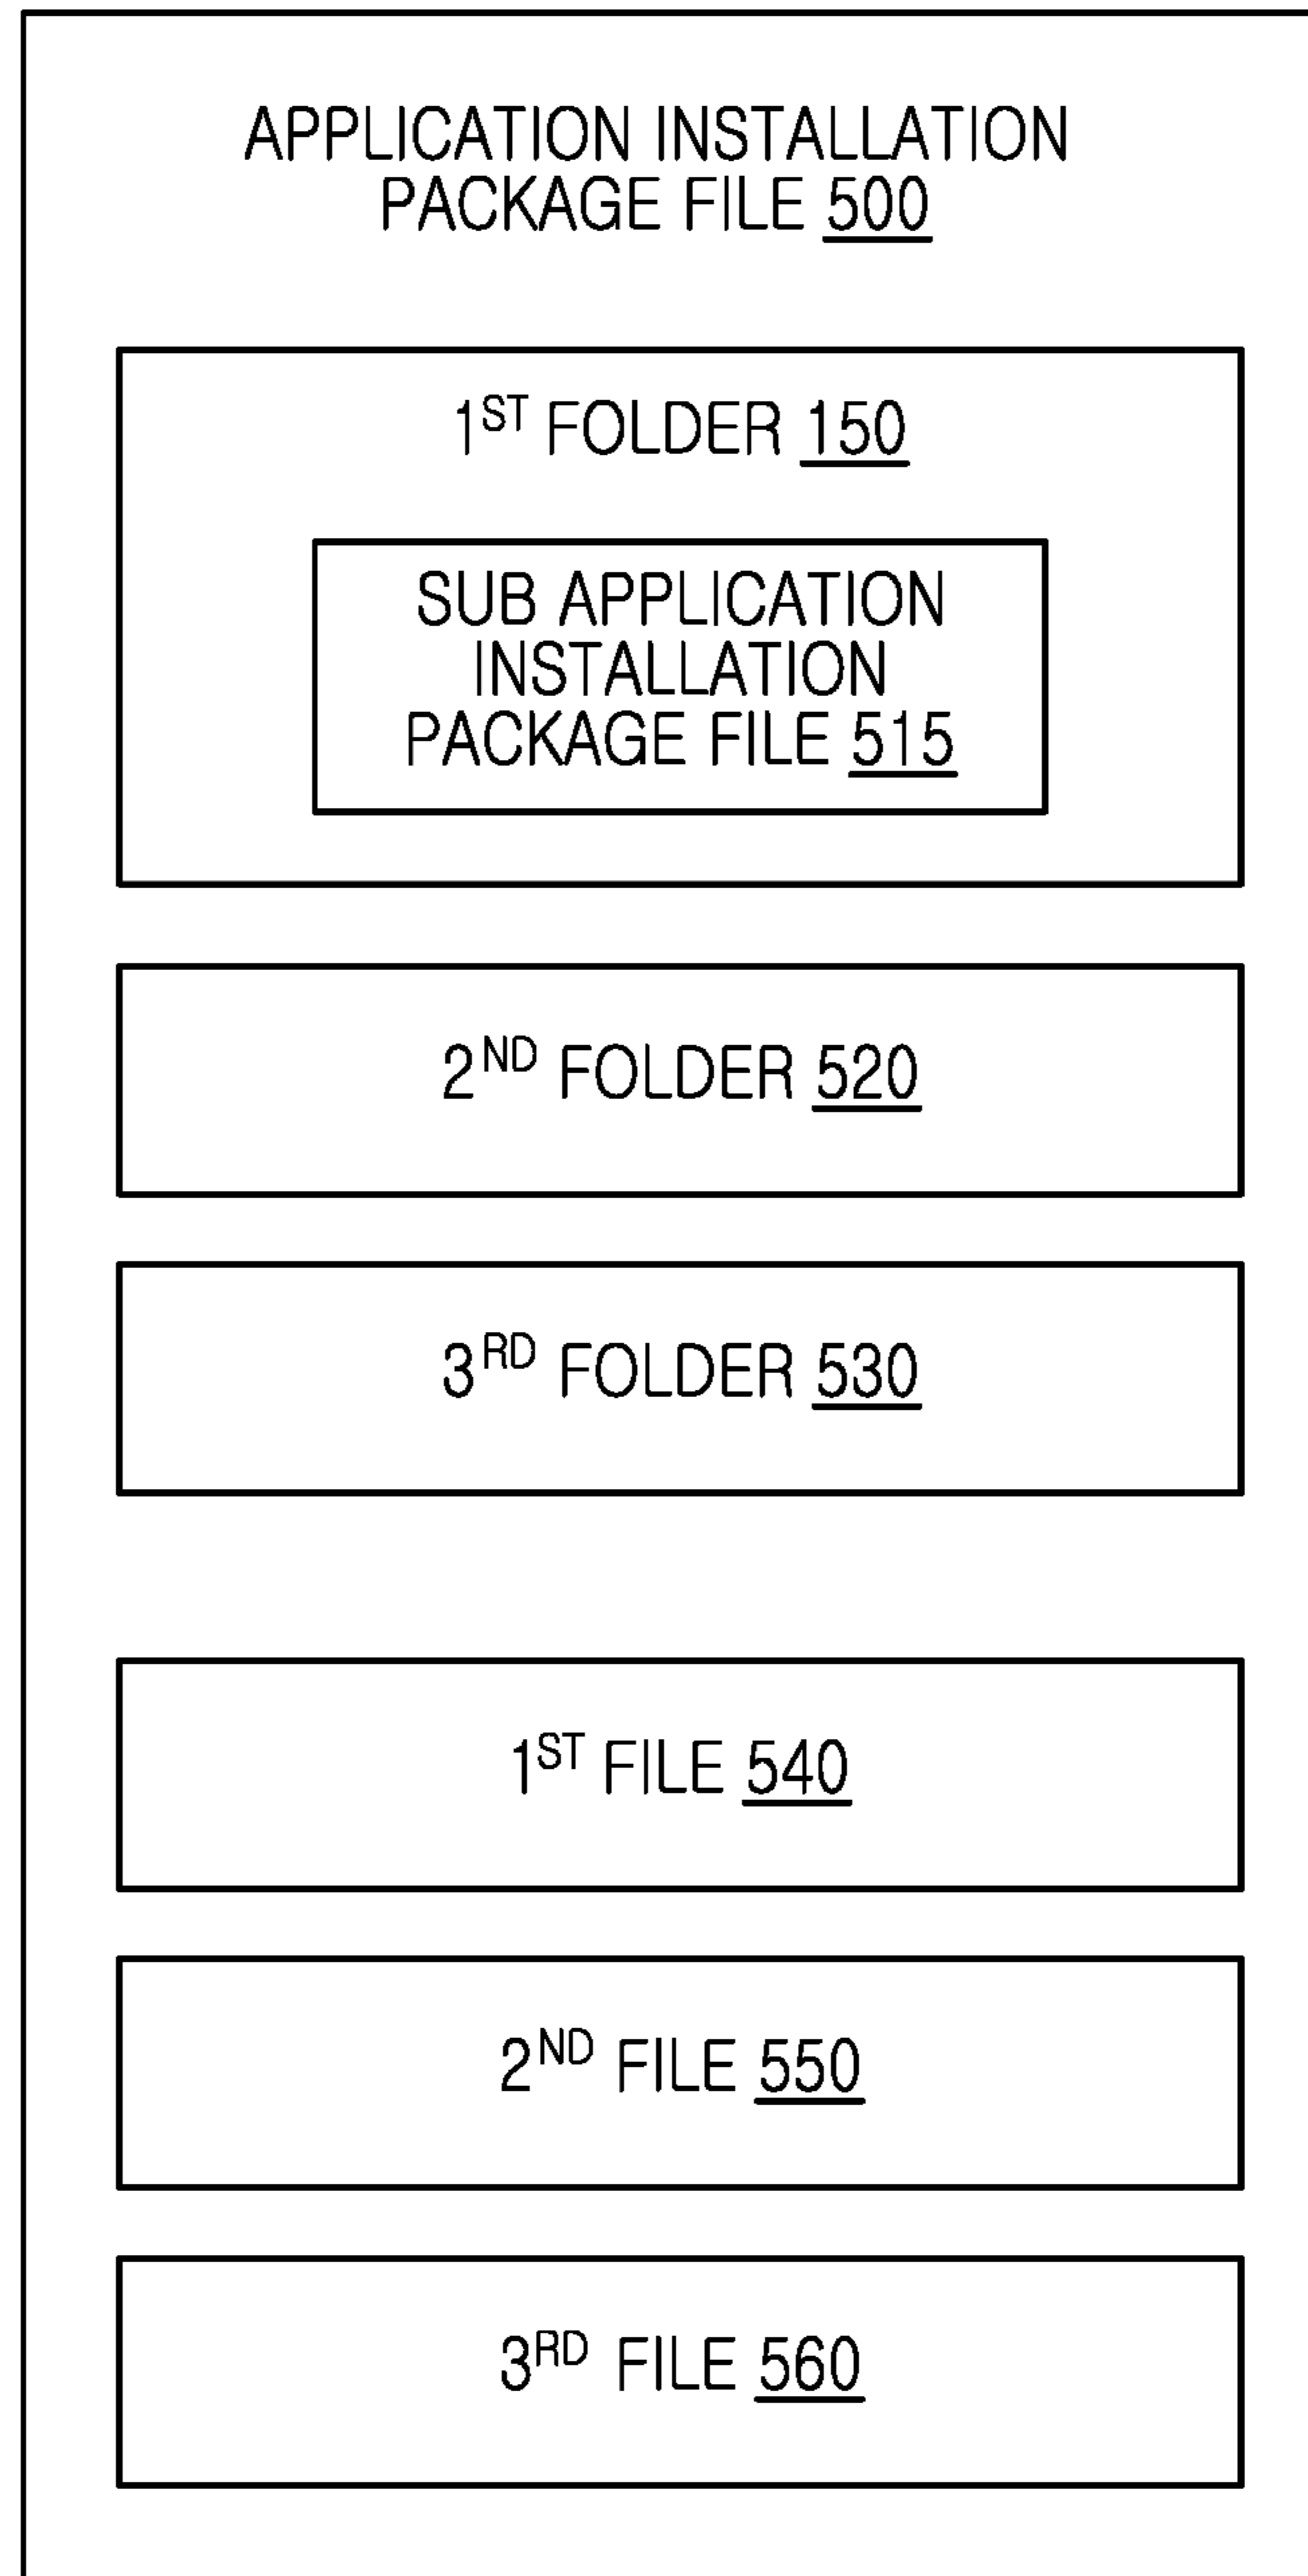 APPLICATION INSTALLATION
PACKAGE FILE 500
1ST FOLDER 150
SUB APPLICATION
INSTALLATION
PACKAGE FILE 515
2ND FOLDER 520
3RD FOLDER 530
1ST FILE 540
2ND FILE 550
3RD FILE 560